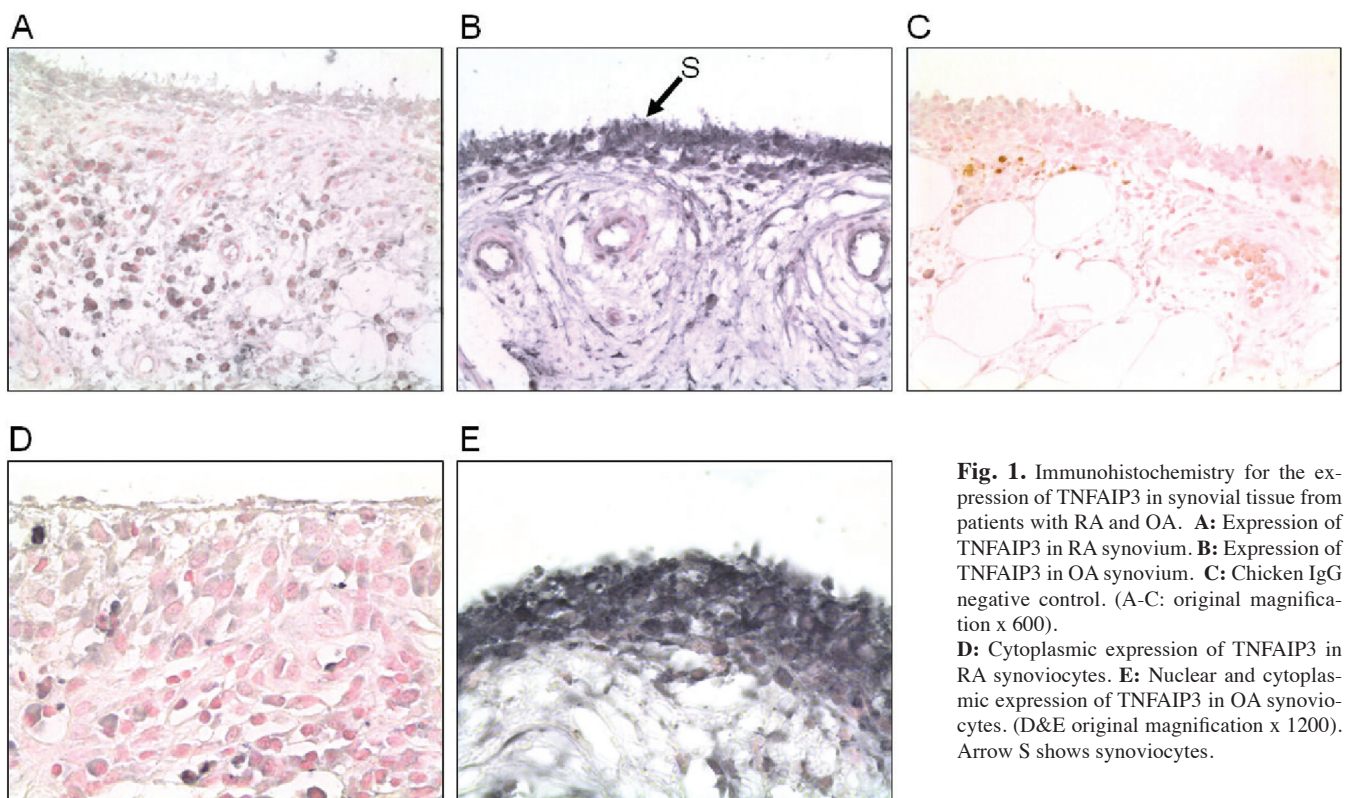 A
B
C
S
D
E
Fig. 1. Immunohistochemistry for the ex-
pression of TNFAIP3 in synovial tissue from
patients with RA and OA. A: Expression of
TNFAIP3 in RA synovium. B: Expression of
TNFAIP3 in OA synovium. C: Chicken IgG
negative control. (A-C: original magnifica-
tion x 600).
D: Cytoplasmic expression of TNFAIP3 in
RA synoviocytes. E: Nuclear and cytoplas-
mic expression of TNFAIP3 in OA synovio-
cytes. (D&E original magnification x 1200).
Arrow S shows synoviocytes.